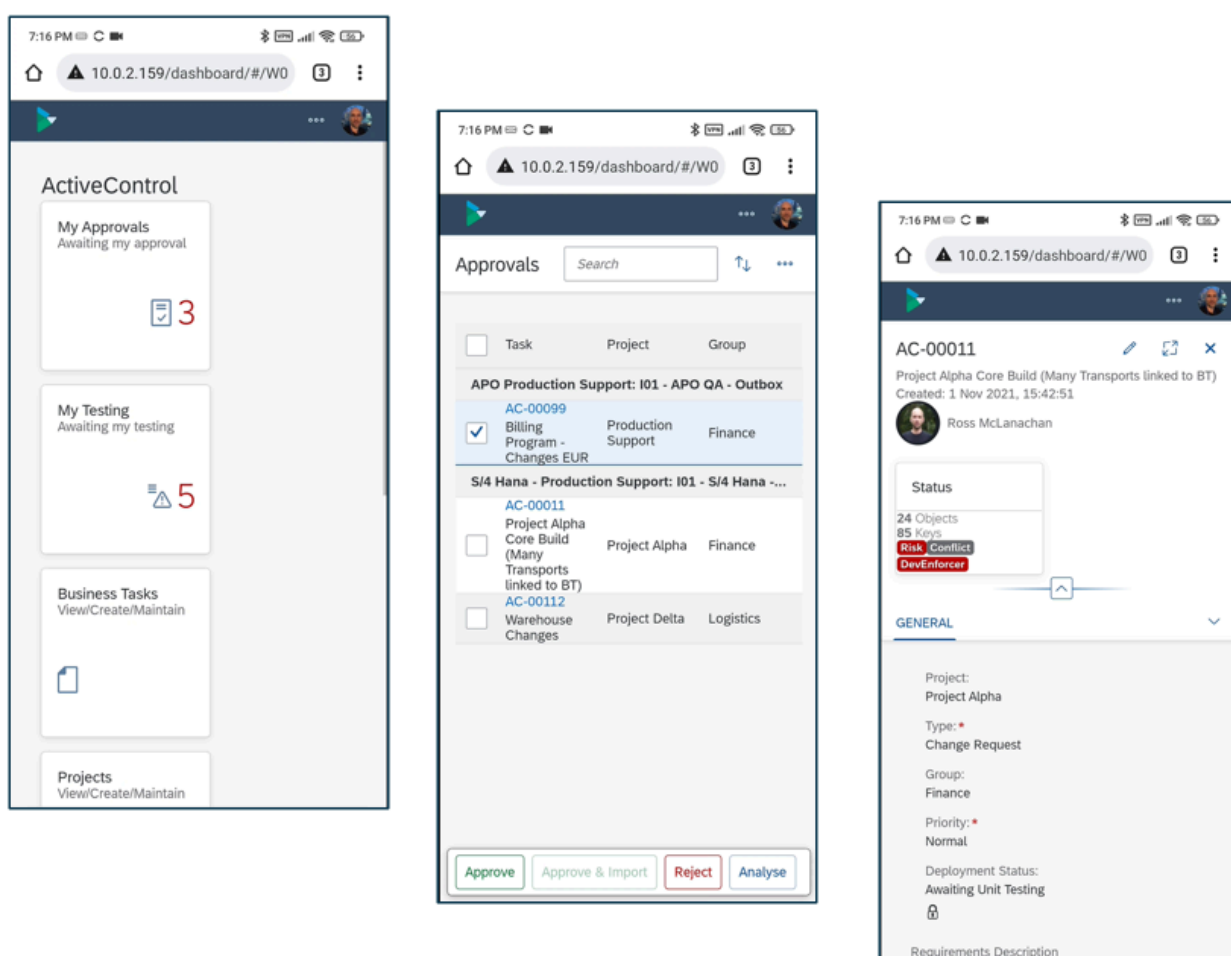 7:16 PM
VPN
56
10.0.2.159/dashboard/#/W0
3
ActiveControl
My Approvals
Awaiting my approval
3
My Testing
Awaiting my testing
5
Business Tasks
View/Create/Maintain
Projects
View/Create/Maintain
7:16 PM
VPN
56
10.0.2.159/dashboard/#/W0
3
Approvals
Search
Task Project Group
APO Production Support: I01 - APO QA - Outbox
AC-00099
Billing
Program -
Changes EUR
Production
Support
Finance
S/4 Hana - Production Support: I01 - S/4 Hana -...
AC-00011
Project Alpha
Core Build
(Many
Transports
linked to BT)
Project Alpha
Finance
AC-00112
Warehouse
Changes
Project Delta
Logistics
Approve
Approve & Import
Reject
Analyse
7:16 PM
VPN
56
10.0.2.159/dashboard/#/W0
3
AC-00011
Project Alpha Core Build (Many Transports linked to BT)
Created: 1 Nov 2021, 15:42:51
Ross McLanachan
Status
24 Objects
85 Keys
Risk Conflict
DevEnforcer
GENERAL
Project:
Project Alpha
Type:*
Change Request
Group:
Finance
Priority:*
Normal
Deployment Status:
Awaiting Unit Testing
Requirements Description